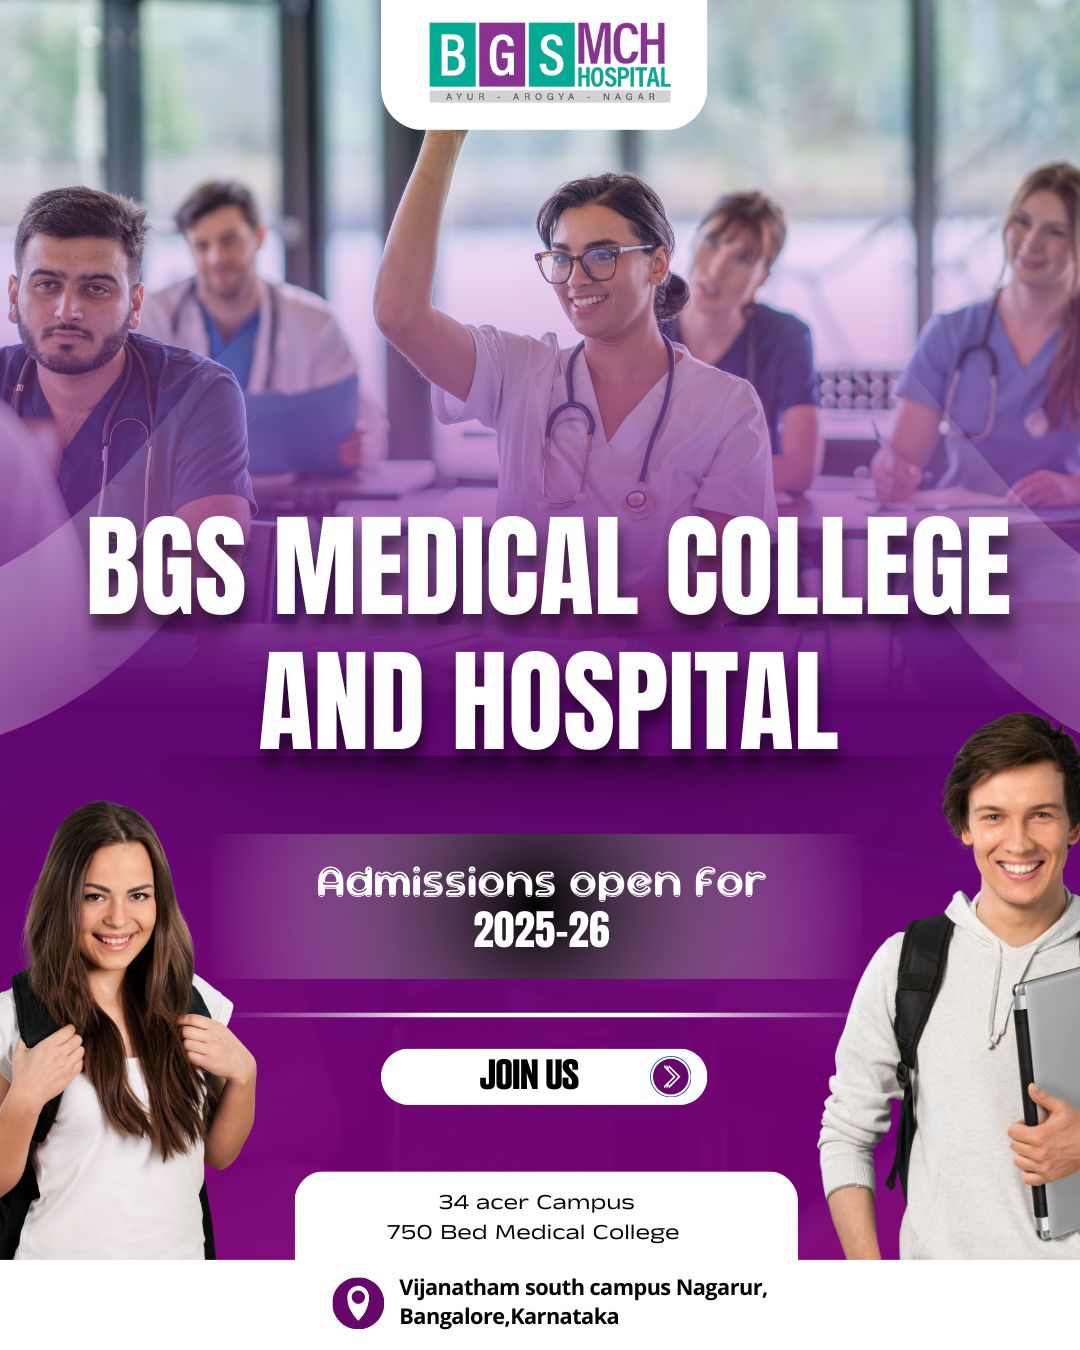 BGS MCH
HOSPITAL
AYUR - AROGYA - NAGAR
BGS MEDICAL COLLEGE
AND HOSPITAL
Admissions open for
2025-26
JOIN US
34 acer Campus
750 Bed Medical College
Vijanatham south campus Nagarur,
Bangalore,Karnataka